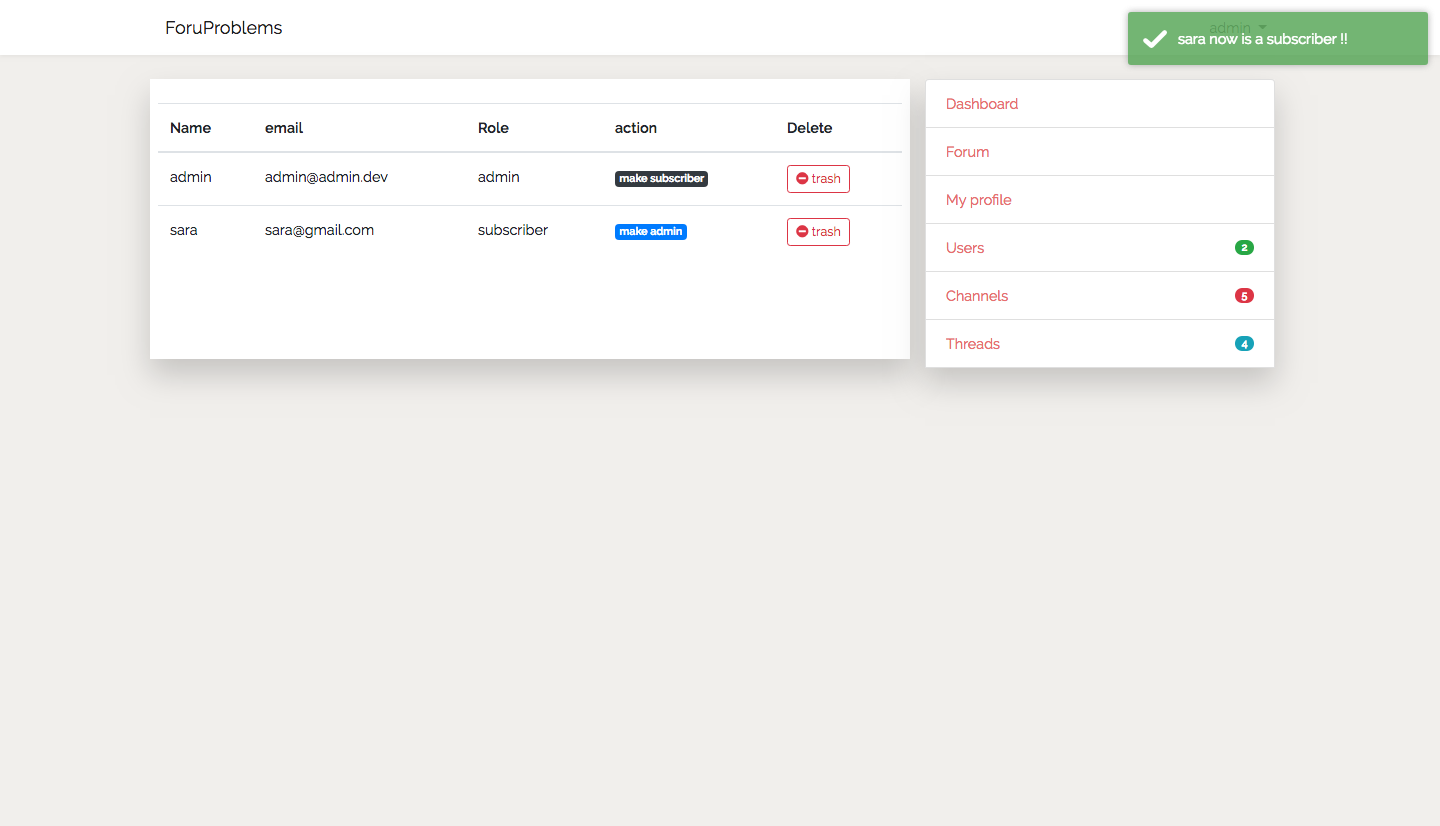 ForuProblems
admin
sara now is a subscriber !!
Name email Role action Delete
admin admin@admin.dev admin make subscriber trash
sara sara@gmail.com subscriber make admin trash
Dashboard
Forum
My profile
Users 2
Channels 5
Threads 4